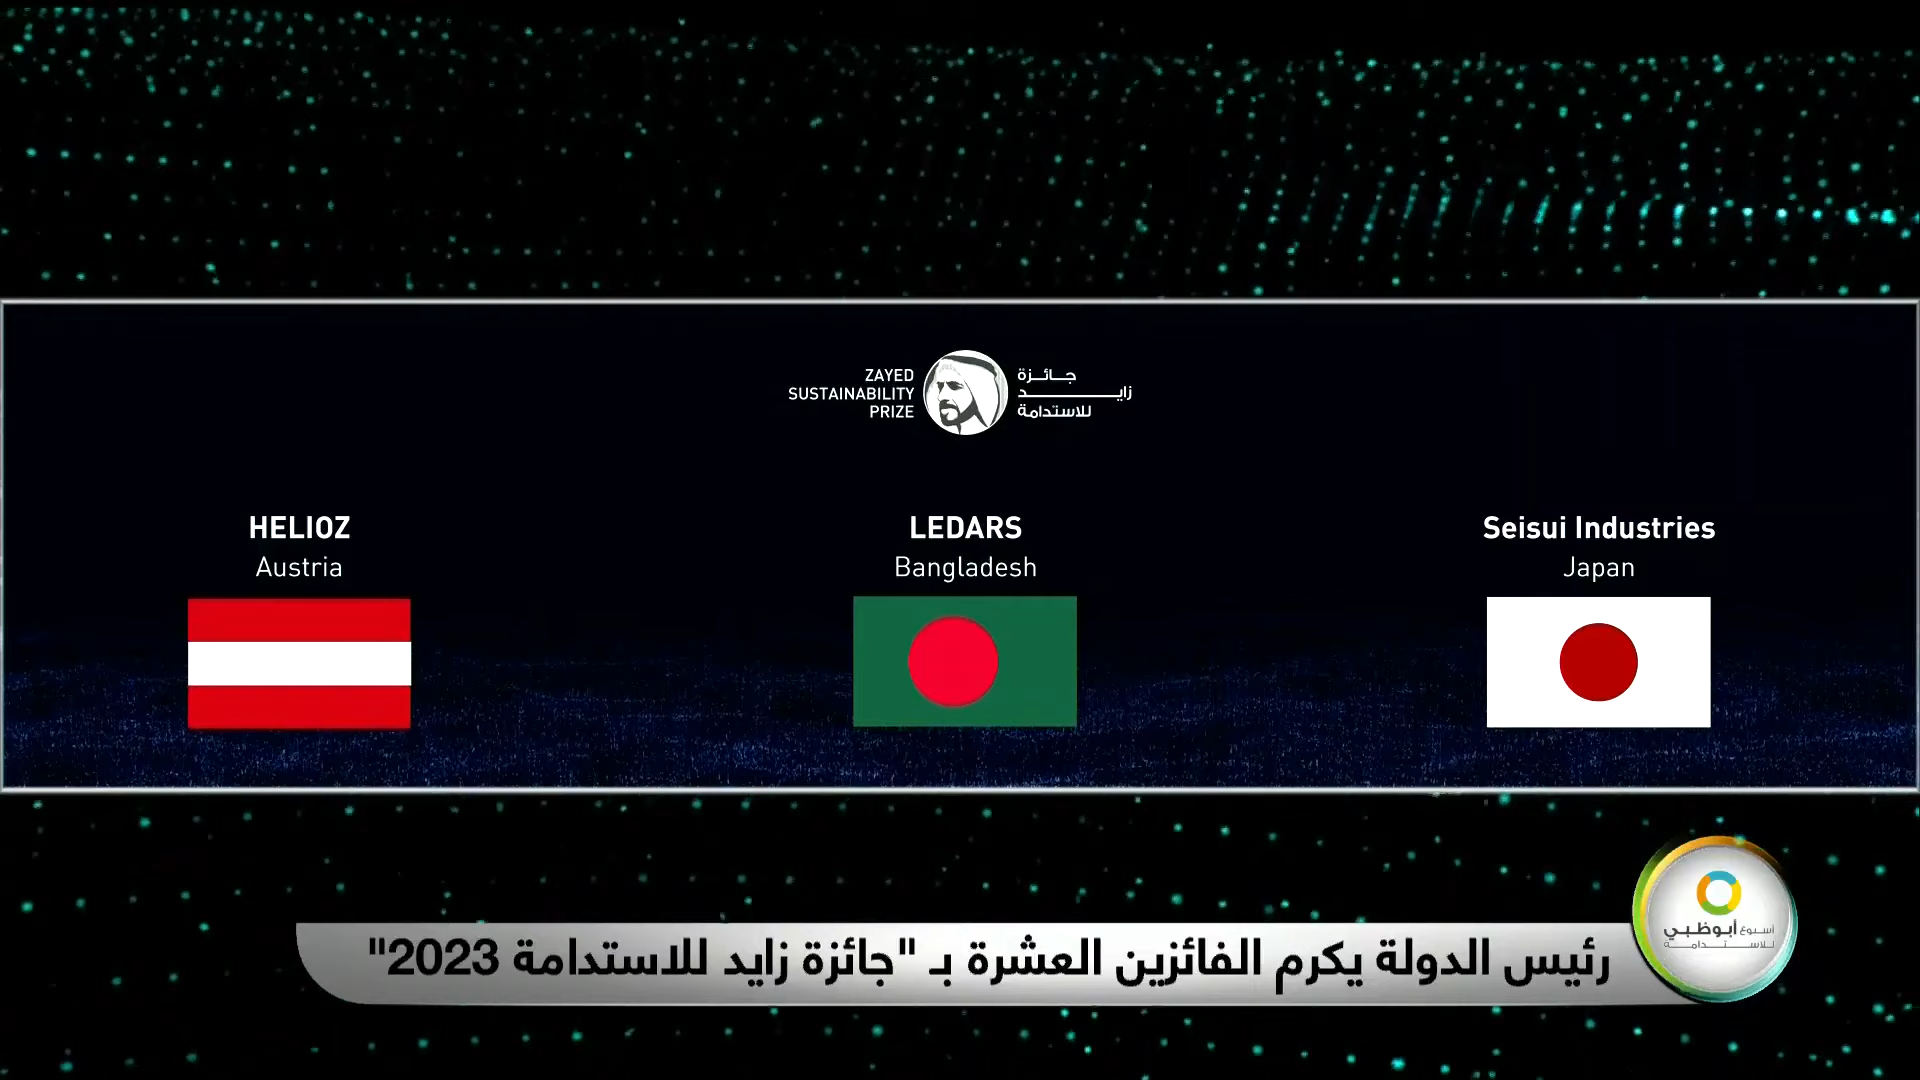 ZAYED
SUSTAINABILITY
PRIZE
جائزة
زايد
للاستدامة
HELIOZ
Austria
LEDARS
Bangladesh
Seisui Industries
Japan
رئيس الدولة يكرم الفائزين العشرة بـ "جائزة زايد للاستدامة 2023"
أسبوع أبوظبي
للاستدامة